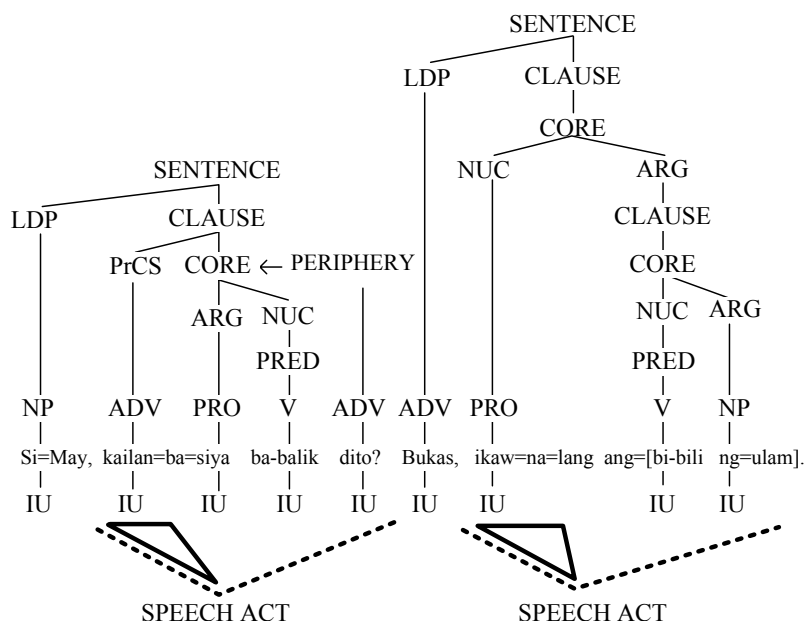 SENTENCE
LDP CLAUSE
CORE
SENTENCE NUC ARG
LDP CLAUSE CLAUSE
PrCS CORE ← PERIPHERY CORE
ARG NUC NUC ARG
PRED PRED
NP ADV PRO V ADV ADV PRO V NP
Si=May, kailan=ba=siya ba-balik dito? Bukas, ikaw=na=lang ang=[bi-bili ng=ulam].
IU IU IU IU IU IU IU IU IU
SPEECH ACT SPEECH ACT